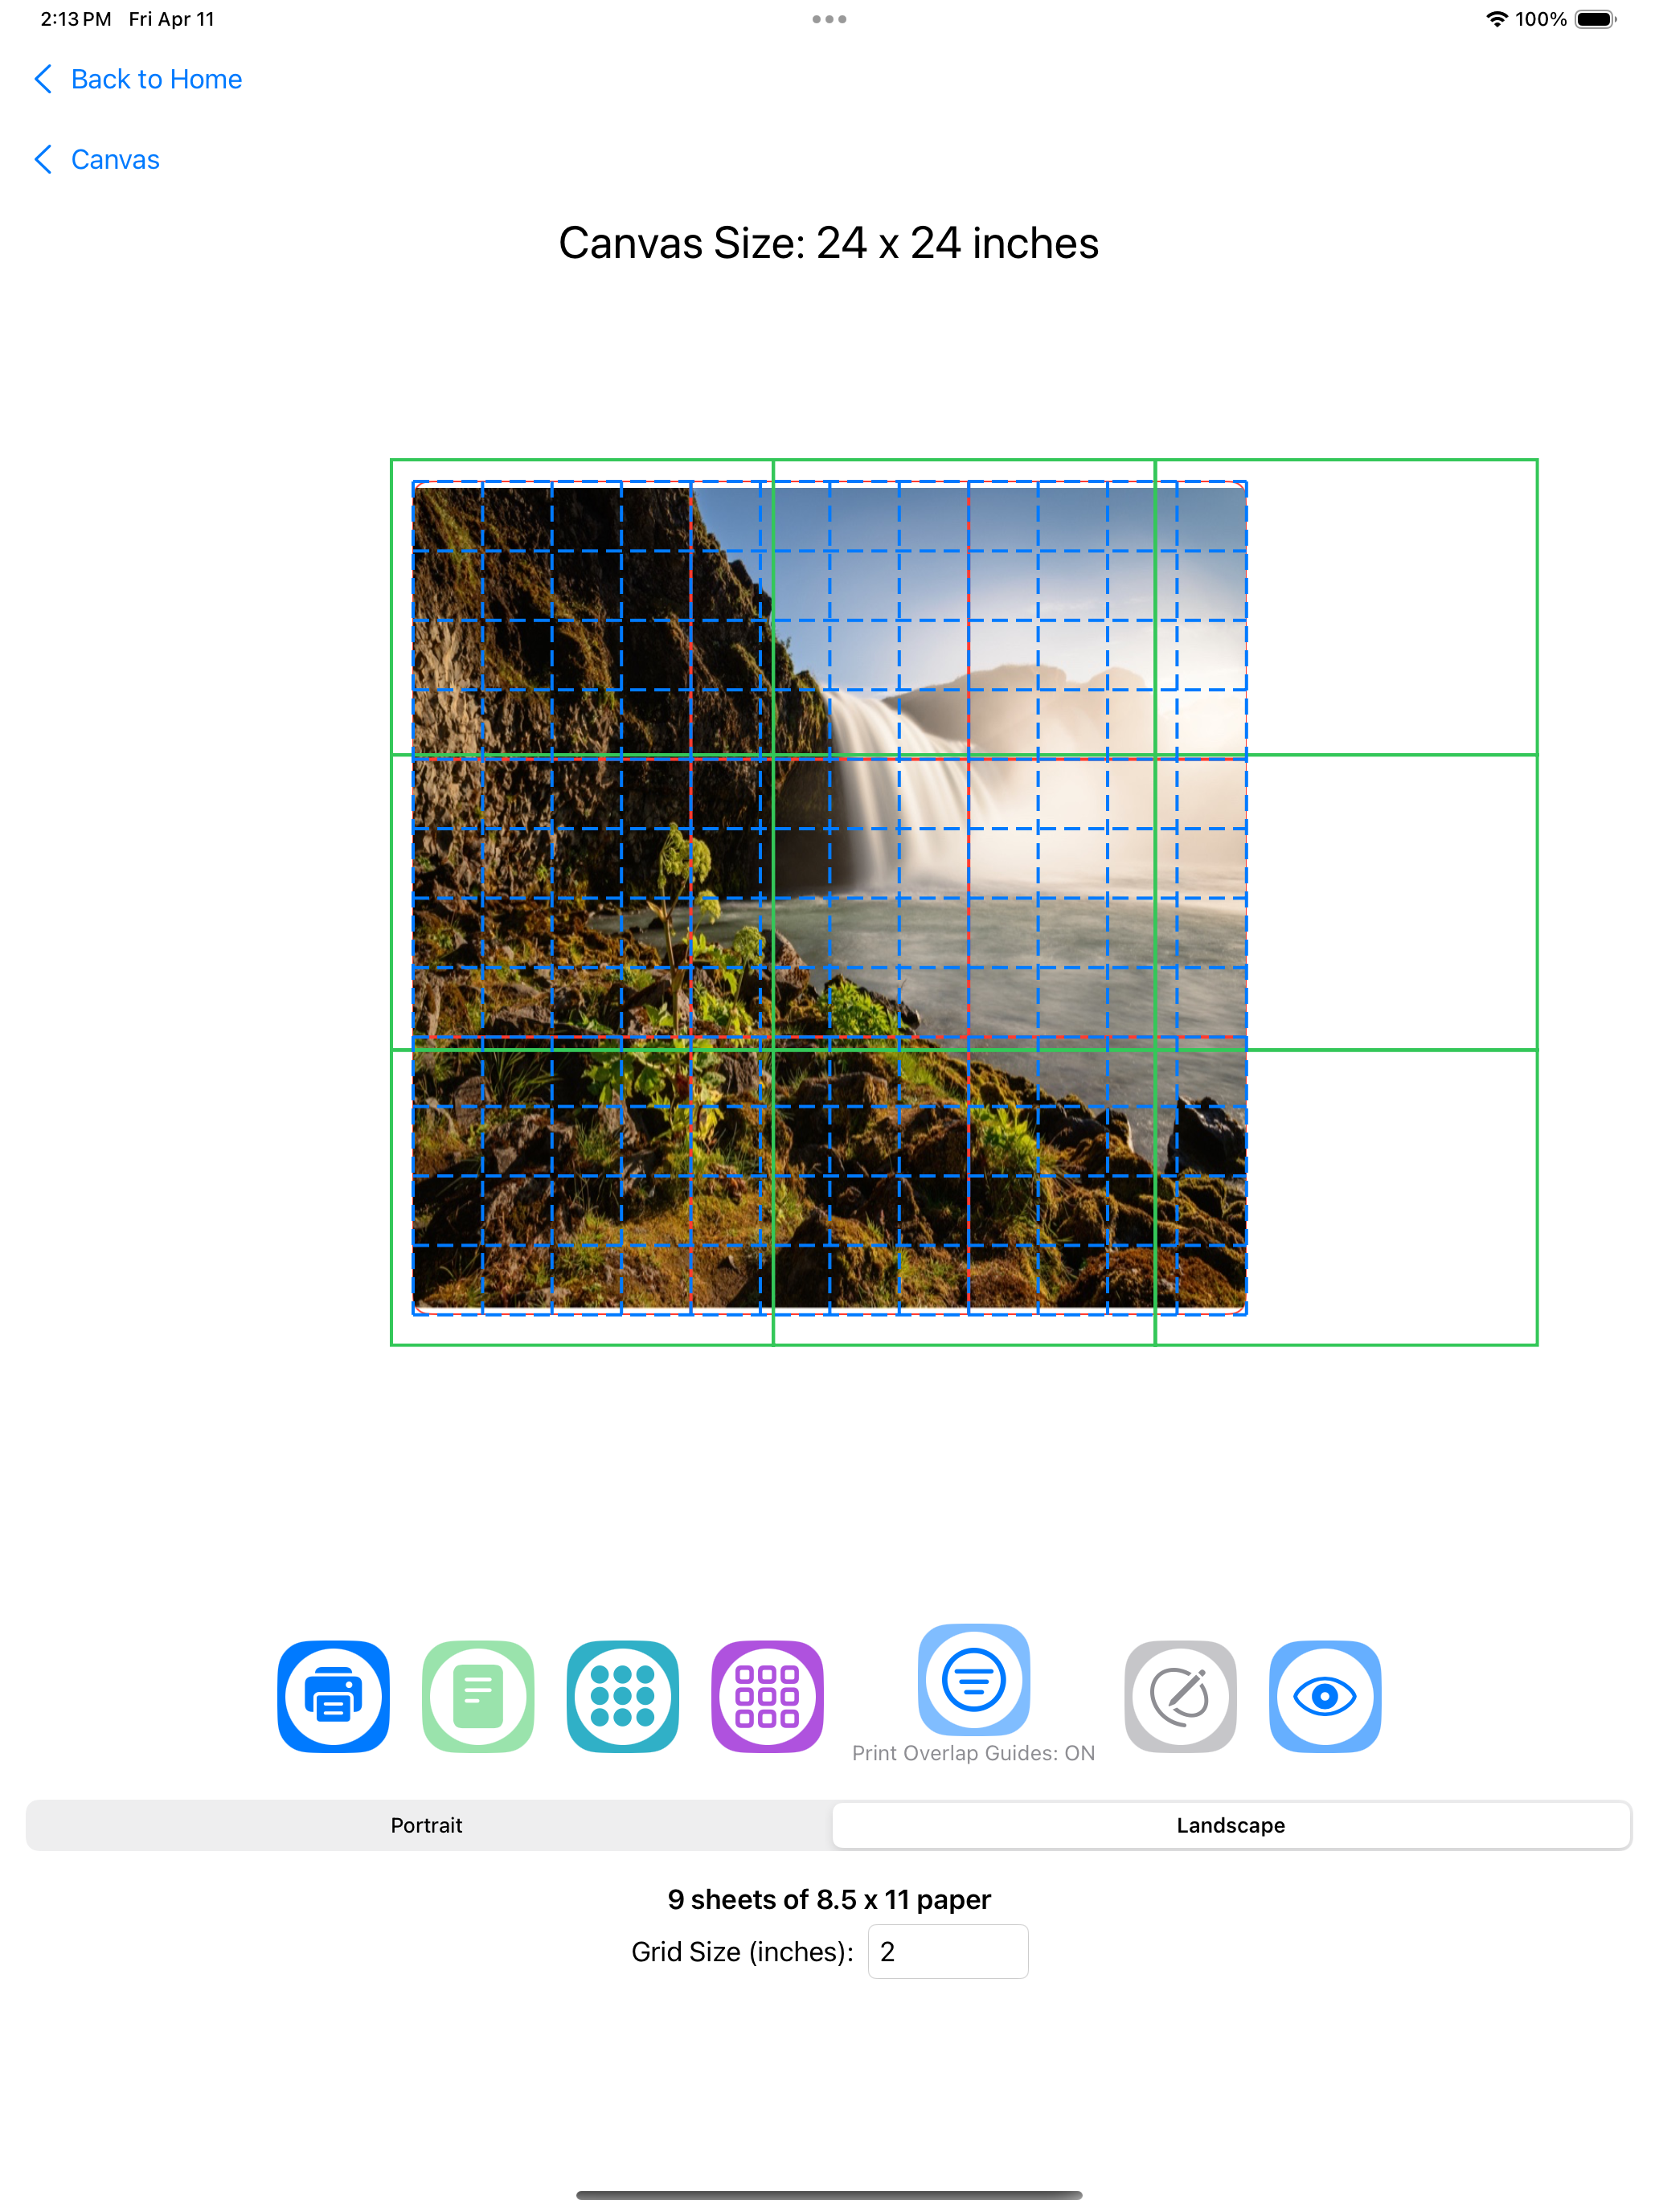 2:13 PM Fri Apr 11
100%
Back to Home
Canvas
Canvas Size: 24 x 24 inches
Print Overlap Guides: ON
Portrait
Landscape
9 sheets of 8.5 x 11 paper
Grid Size (inches): 2